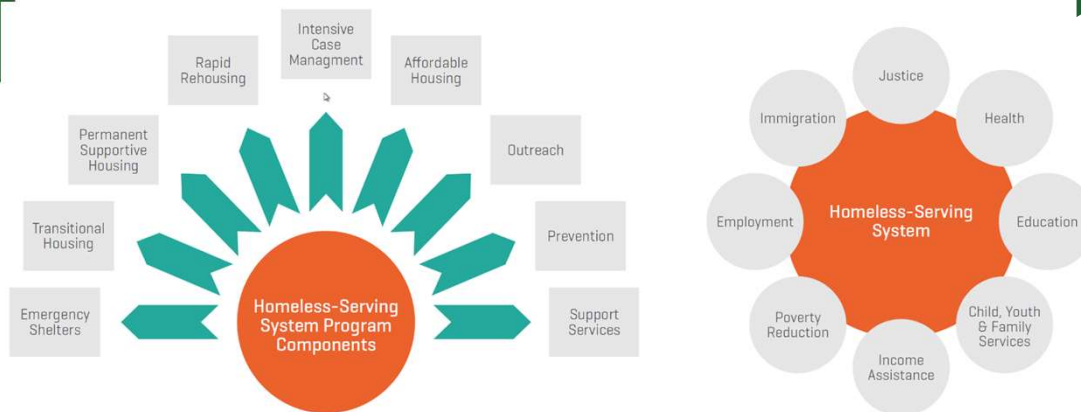 Intensive
Case
Managment
Rapid
Rehousing
Affordable
Housing
Permanent
Supportive
Housing
Outreach
Transitional
Housing
Prevention
Emergency
Shelters
Homeless-Serving
System Program
Components
Support
Services
Justice
Immigration
Health
Employment
Homeless-Serving
System
Education
Poverty
Reduction
Child, Youth
& Family
Services
Income
Assistance